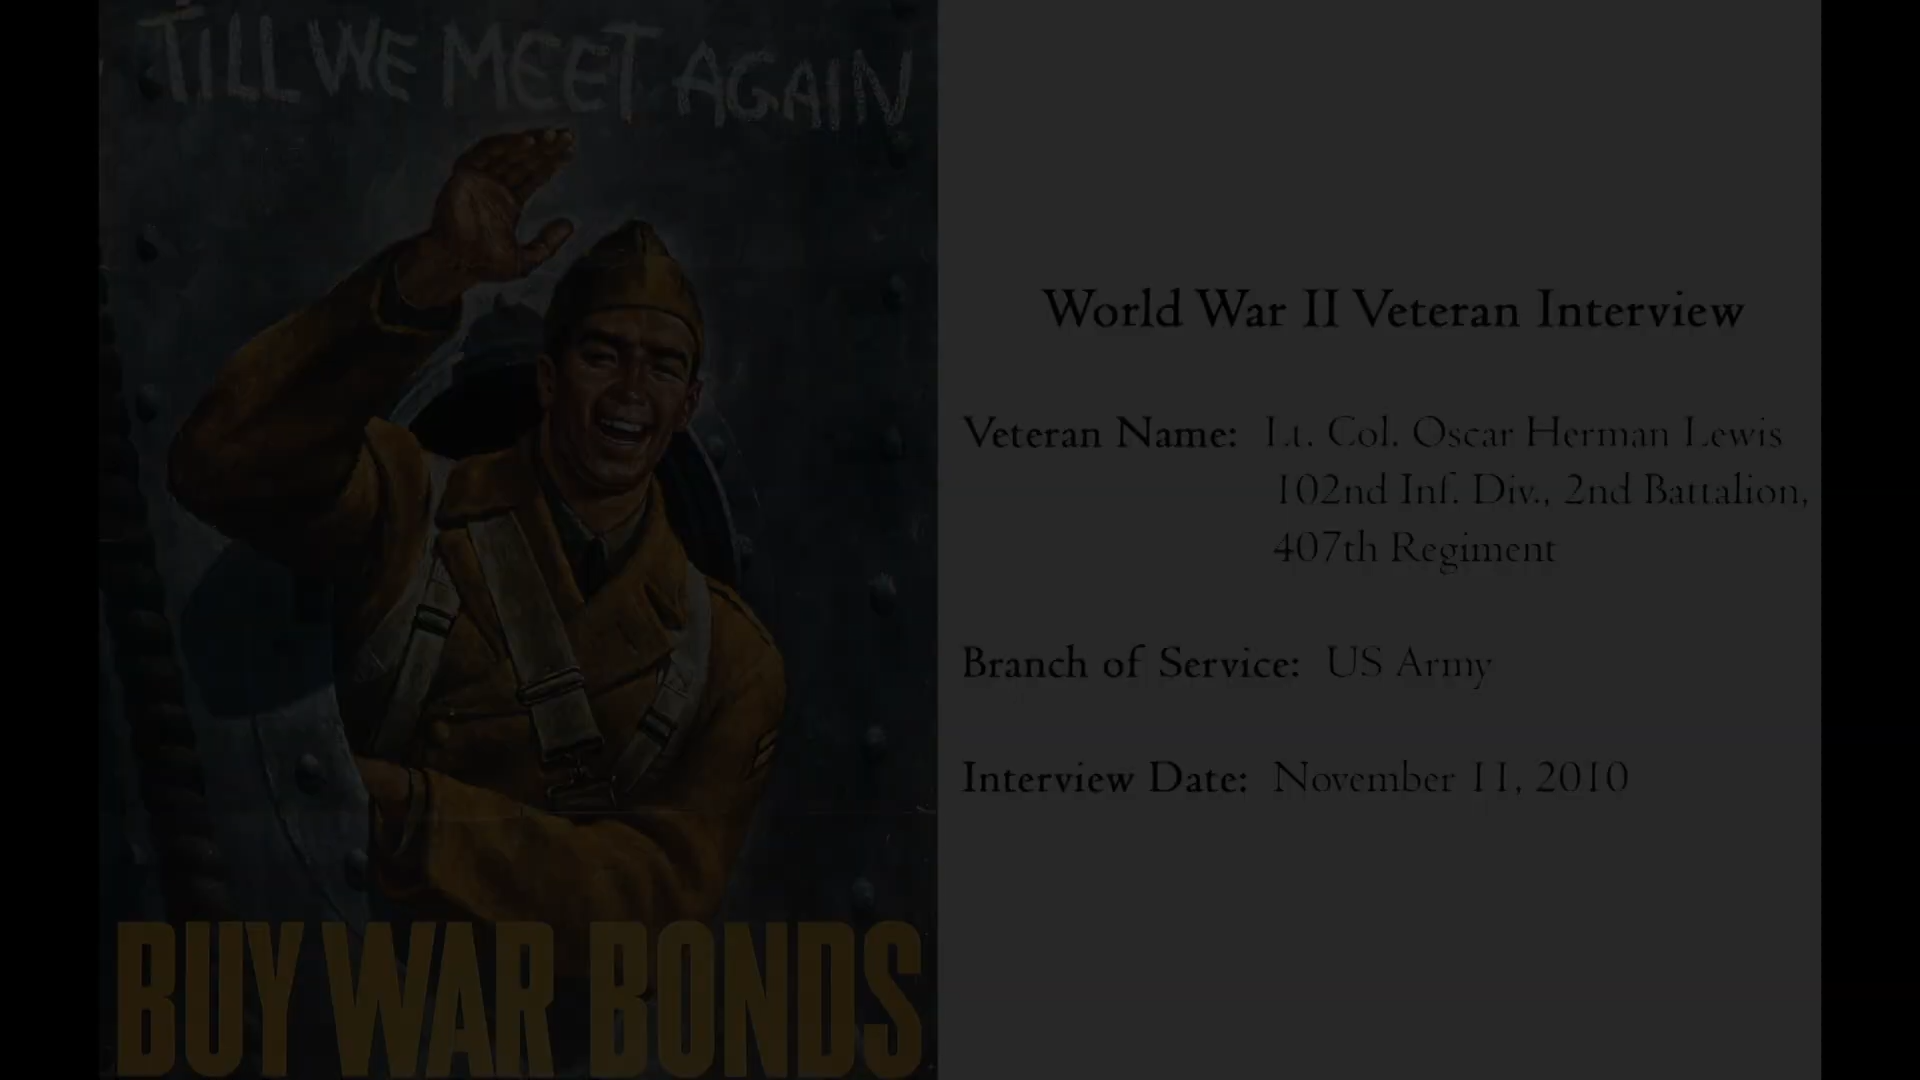 TILL WE MEET AGAIN
BUY WAR BONDS
World War II Veteran Interview
Veteran Name: Lt. Col. Oscar Herman Lewis
102nd Inf. Div., 2nd Battalion,
407th Regiment
Branch of Service: US Army
Interview Date: November 11, 2010